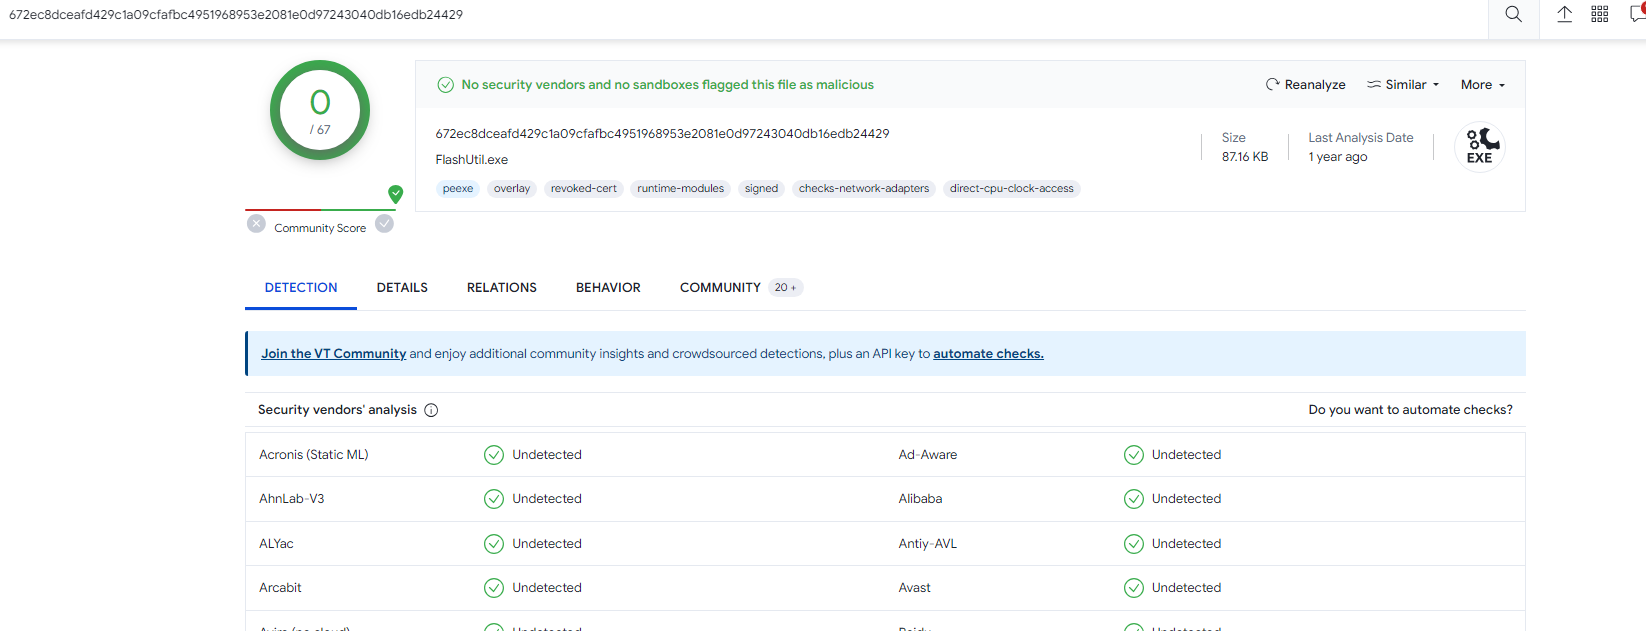 672ec8dceafd429c1a09cfafbc4951968953e2081e0d97243040db16edb24429
0
/ 67
Community Score
No security vendors and no sandboxes flagged this file as malicious
Reanalyze
Similar
More
672ec8dceafd429c1a09cfafbc4951968953e2081e0d97243040db16edb24429
FlashUtil.exe
peexe overlay revoked-cert runtime-modules signed checks-network-adapters direct-cpu-clock-access
Size
87.16 KB
Last Analysis Date
1 year ago
EXE
DETECTION DETAILS RELATIONS BEHAVIOR COMMUNITY 20 +
Join the VT Community and enjoy additional community insights and crowdsourced detections, plus an API key to automate checks.
Security vendors' analysis Do you want to automate checks?
Acronis (Static ML) Undetected Ad-Aware Undetected
AhnLab-V3 Undetected Alibaba Undetected
ALYac Undetected Antiy-AVL Undetected
Arcabit Undetected Avast Undetected